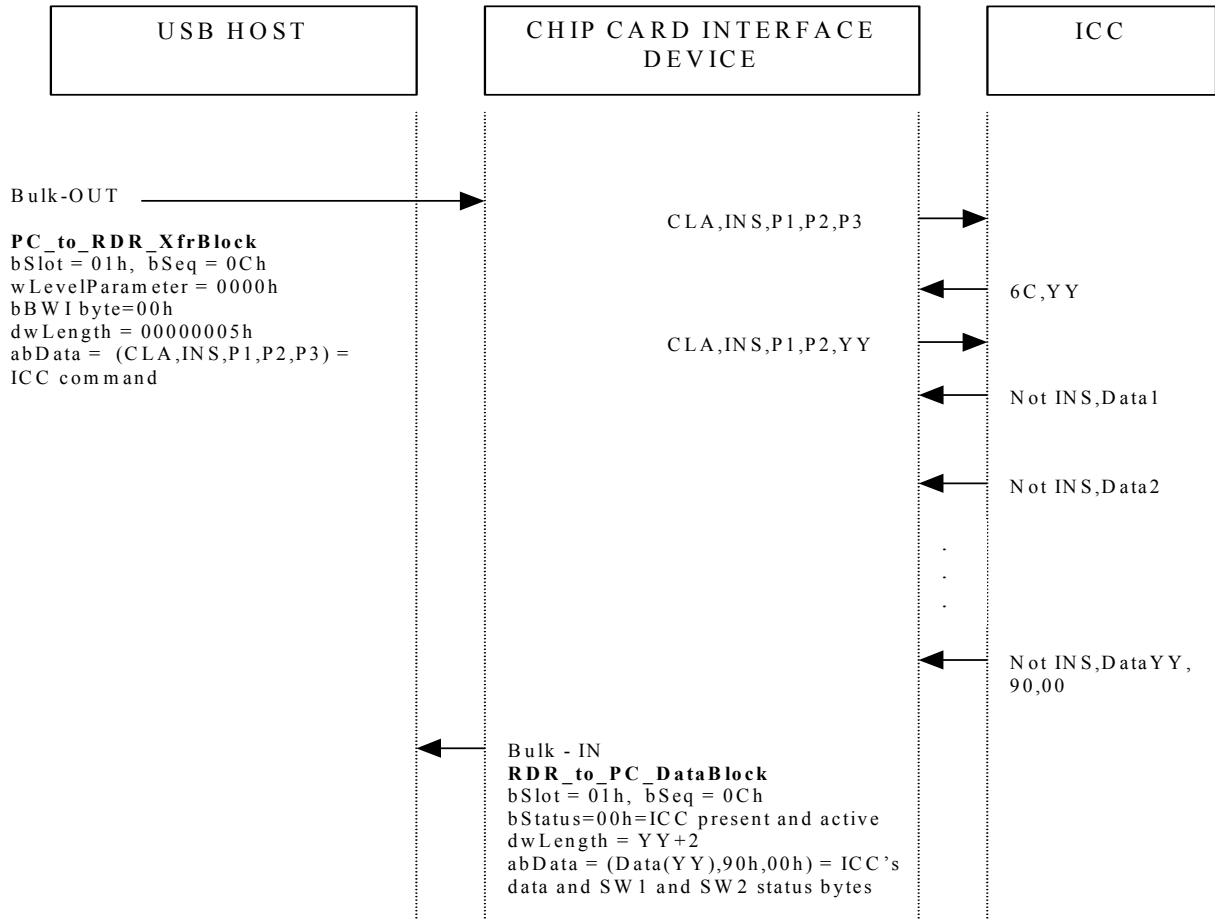 USB HOST
CHIP CARD INTERFACE
DEVICE
ICC
Bulk-OUT
PC_to_RDR_XfrBlock
bSlot = 01h, bSeq = 0Ch
wLevelParameter = 0000h
bBWI byte=00h
dwLength = 00000005h
abData = (CLA,INS,P1,P2,P3) =
ICC command
CLA,INS,P1,P2,P3
6C,YY
CLA,INS,P1,P2,YY
Not INS,Data1
Not INS,Data2
.
.
.
Not INS,DataYY,
90,00
Bulk - IN
RDR_to_PC_DataBlock
bSlot = 01h, bSeq = 0Ch
bStatus=00h=ICC present and active
dwLength = YY+2
abData = (Data(YY),90h,00h) = ICC’s
data and SW1 and SW2 status bytes